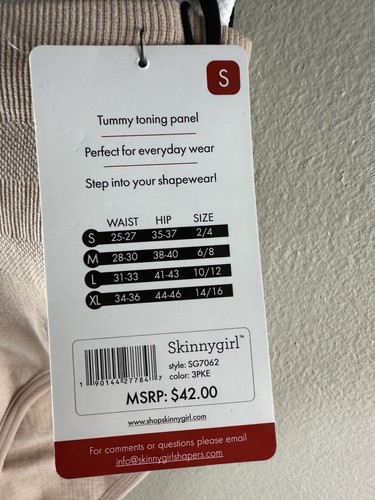 S
Tummy toning panel
Perfect for everyday wear
Step into your shapewear!
WAIST HIP SIZE
S 25-27 35-37 2/4
M 28-30 38-40 6/8
L 31-33 41-43 10/12
XL 34-36 44-46 14/16
Skinnygirl™
style: SG7062
color: 3PKE
1 90144 27784 7
MSRP: $42.00
www.shopskinnygirl.com
For comments or questions please email
info@skinnygirlshapers.com